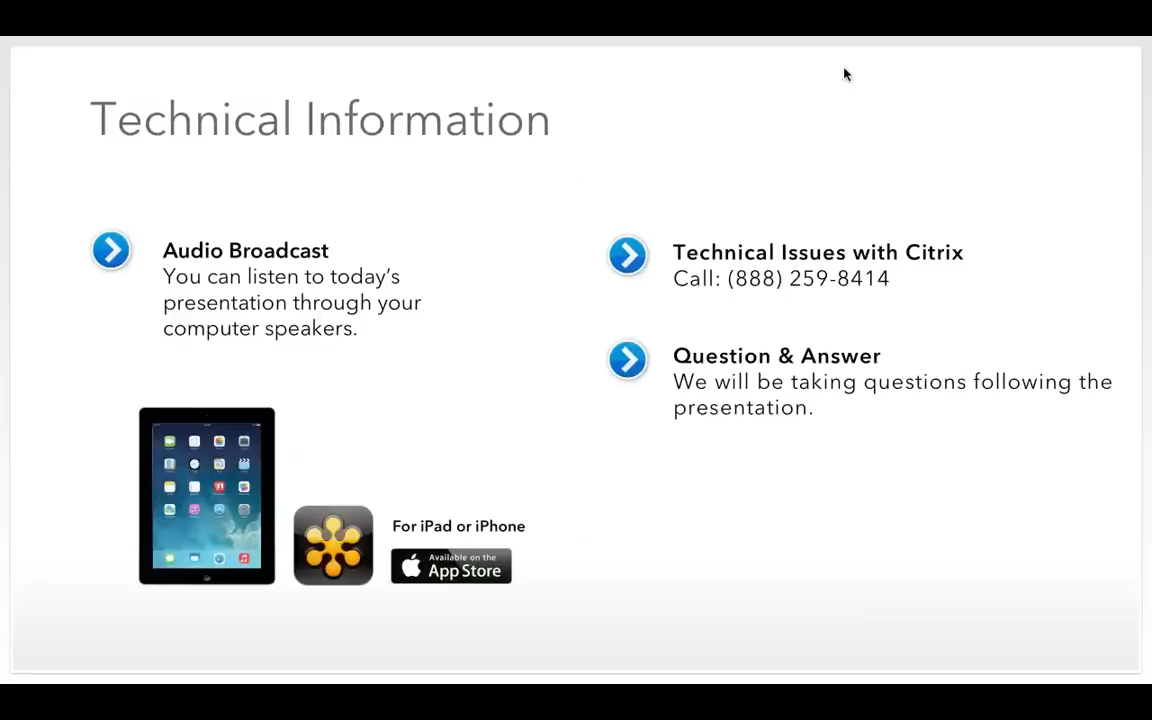 Technical Information
Audio Broadcast
You can listen to today's
presentation through your
computer speakers.
Technical Issues with Citrix
Call: (888) 259-8414
Question & Answer
We will be taking questions following the
presentation.
For iPad or iPhone
Available on the
App Store